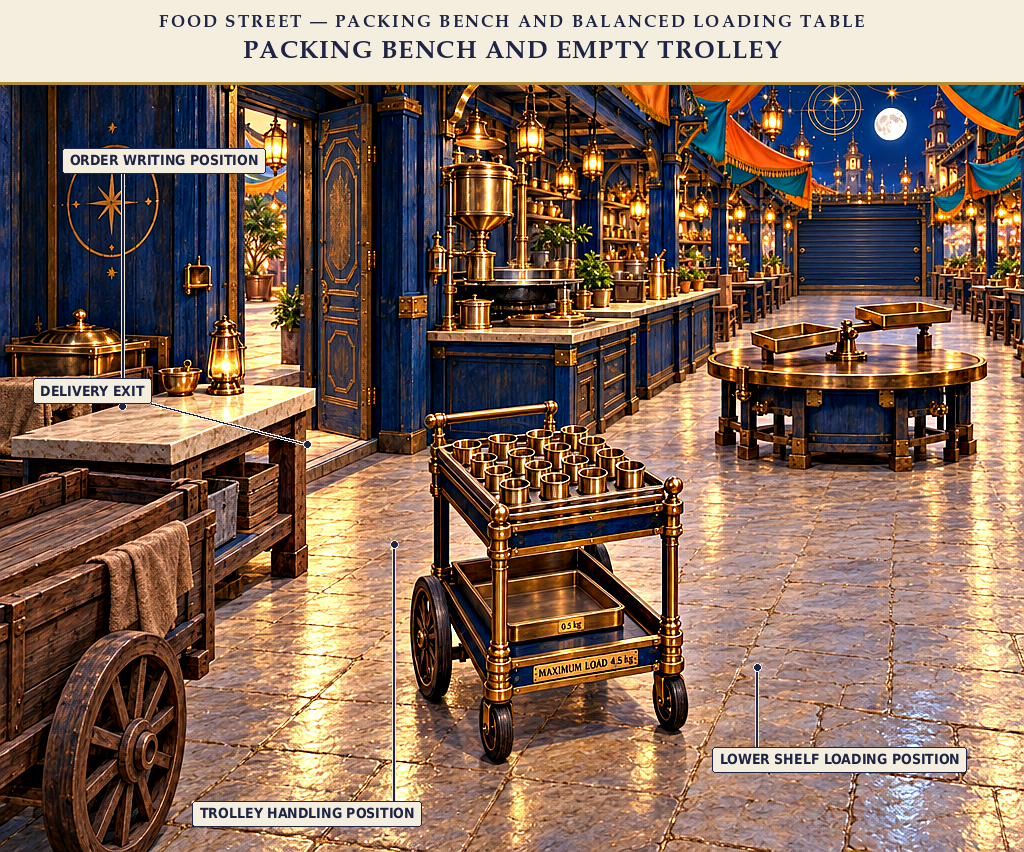 FOOD STREET — PACKING BENCH AND BALANCED LOADING TABLE
PACKING BENCH AND EMPTY TROLLEY
ORDER WRITING POSITION
DELIVERY EXIT
0.5 kg
MAXIMUM LOAD 4.5 kg
LOWER SHELF LOADING POSITION
TROLLEY HANDLING POSITION